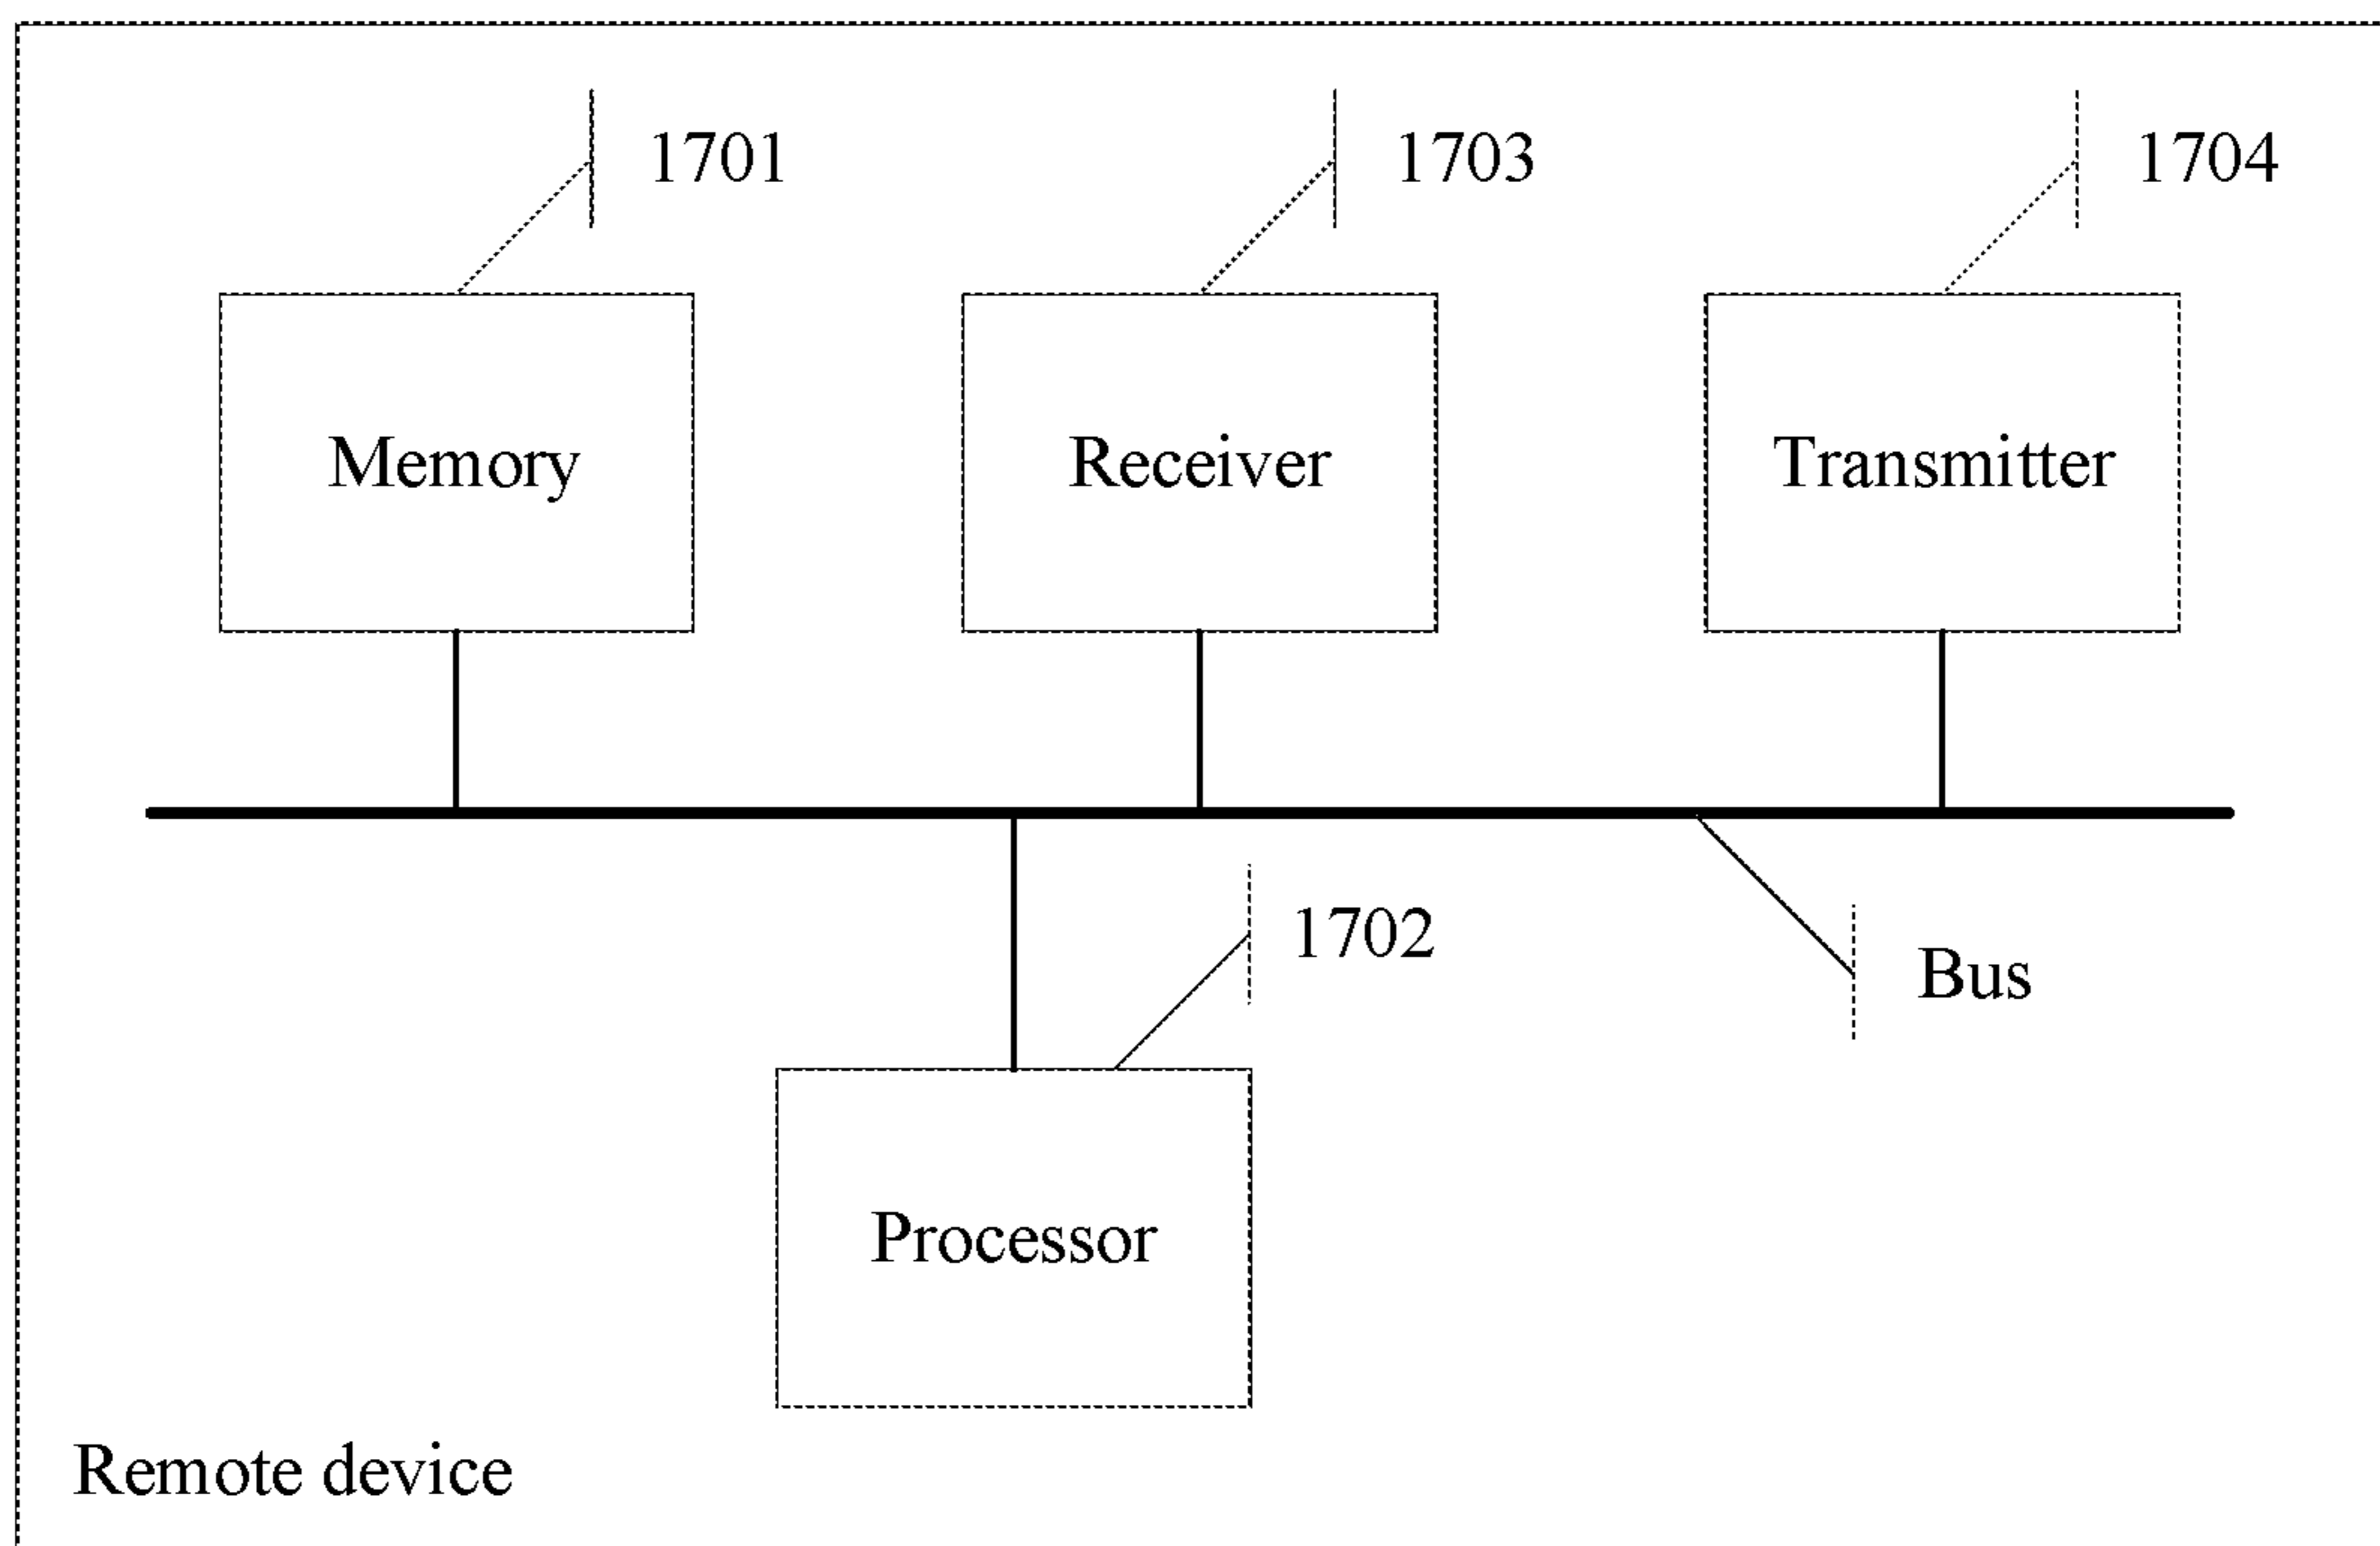 1701
1703
1704
Memory
Receiver
Transmitter
1702
Bus
Processor
Remote device